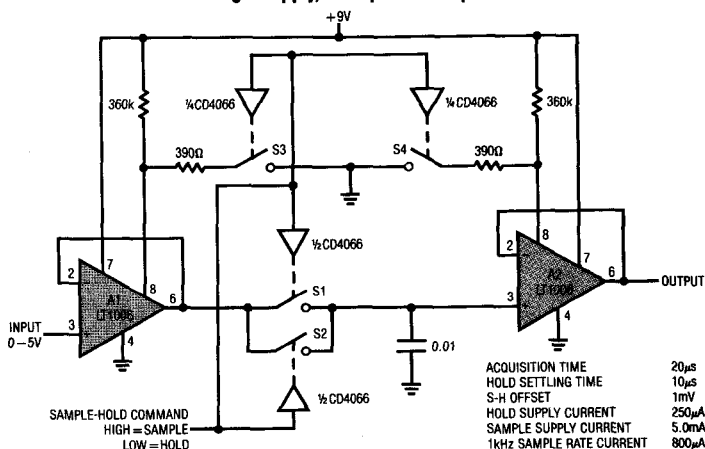 +9V
360k
¼CD4066
¼CD4066
360k
390Ω
S3
S4
390Ω
½CD4066
2
7
8
6
A1
LT1006
3
4
S1
S2
2
7
8
6
A2
LT1006
3
4
OUTPUT
INPUT
0–5V
0.01
½CD4066
SAMPLE-HOLD COMMAND
HIGH = SAMPLE
LOW = HOLD
ACQUISITION TIME 20µs
HOLD SETTLING TIME 10µs
S-H OFFSET 1mV
HOLD SUPPLY CURRENT 250µA
SAMPLE SUPPLY CURRENT 5.0mA
1kHz SAMPLE RATE CURRENT 800µA